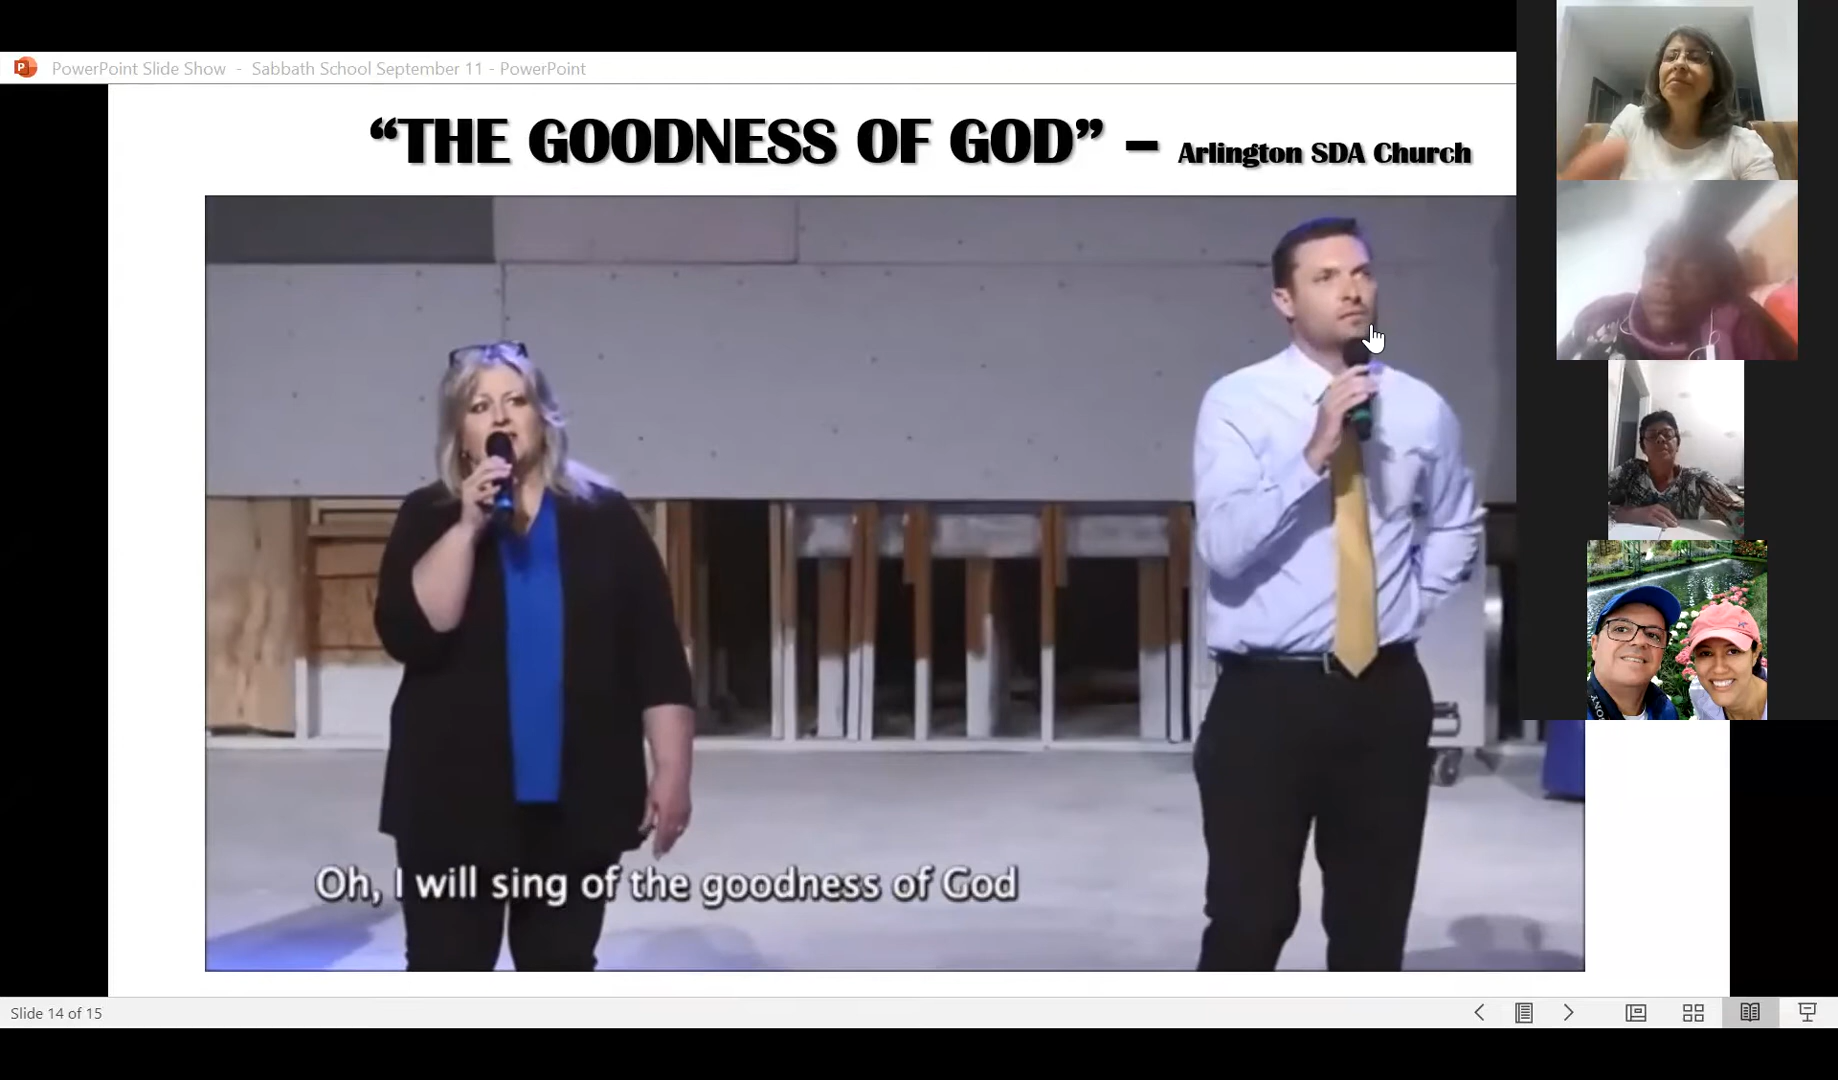 PowerPoint Slide Show - Sabbath School September 11 - PowerPoint
“THE GOODNESS OF GOD” – Arlington SDA Church
Oh, I will sing of the goodness of God
Slide 14 of 15